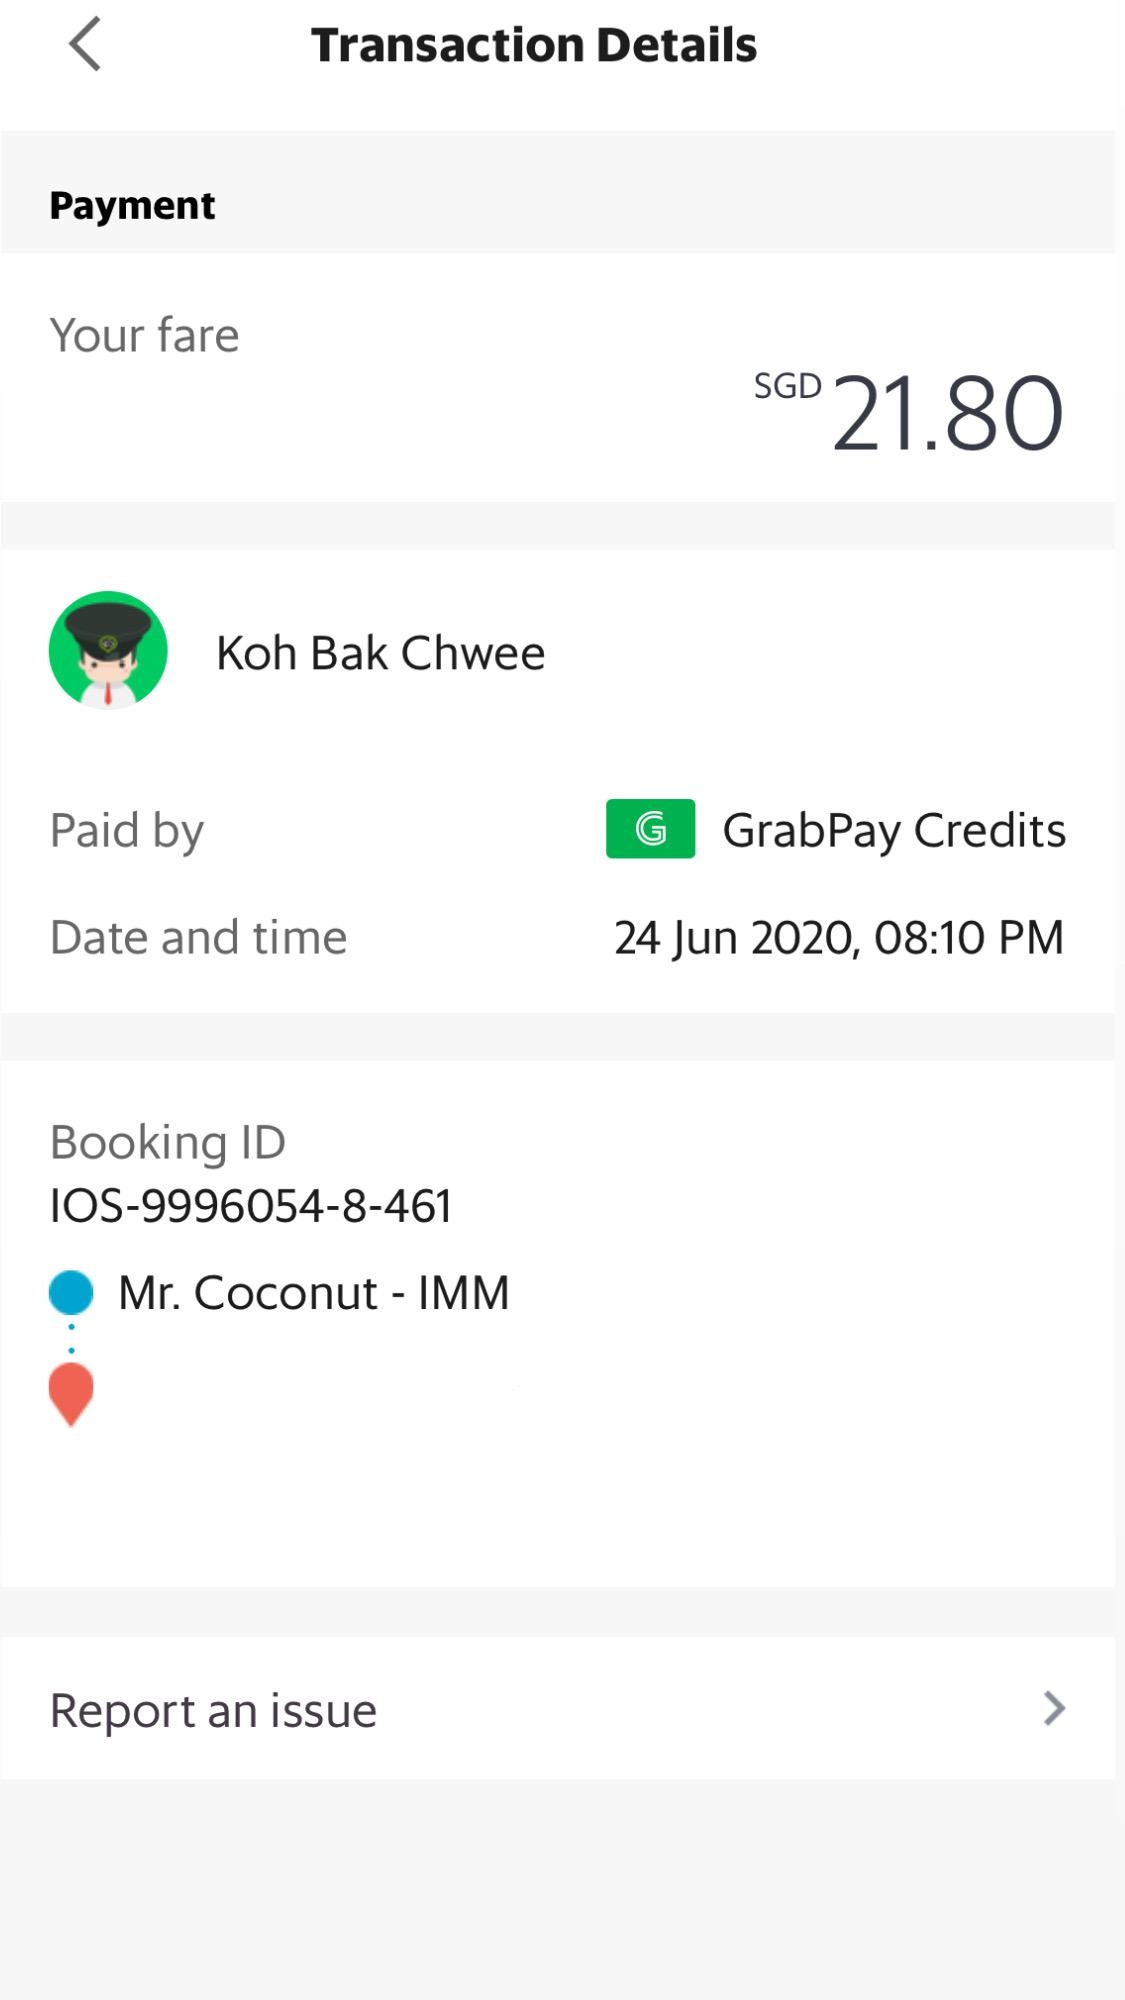 Transaction Details
Payment
Your fare
SGD 21.80
Koh Bak Chwee
Paid by G GrabPay Credits
Date and time 24 Jun 2020, 08:10 PM
Booking ID
IOS-9996054-8-461
Mr. Coconut - IMM
Report an issue